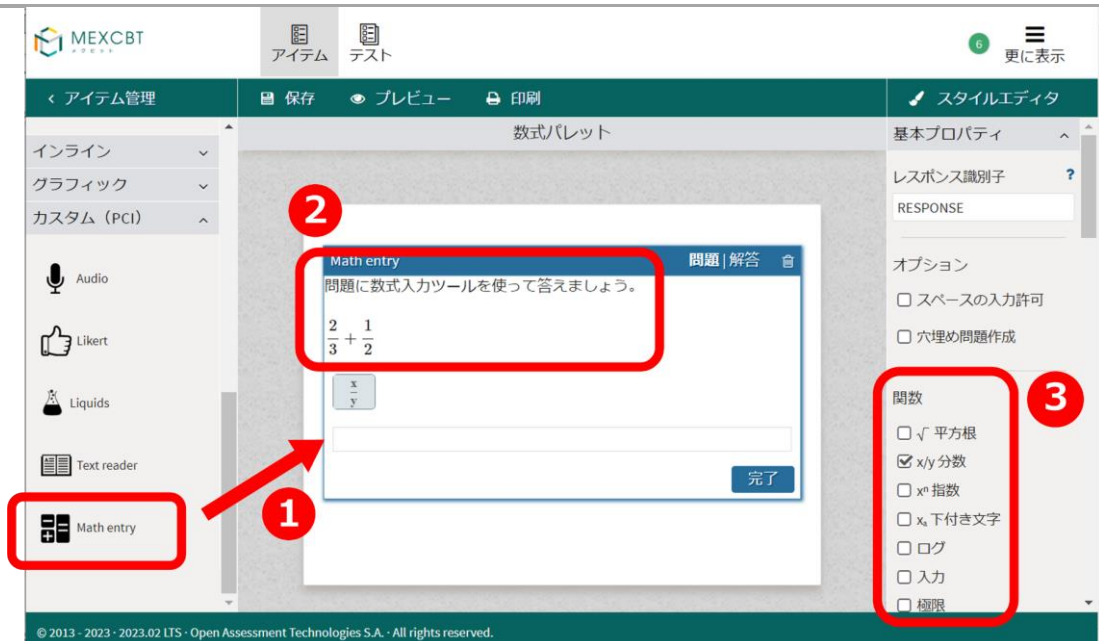 MEXCBT
メクビット
アイテム
テスト
6
更に表示
< アイテム管理
保存
プレビュー
印刷
スタイルエディタ
数式パレット
インライン
グラフィック
カスタム（PCI）
Audio
Likert
Liquids
Text reader
Math entry
1
2
Math entry
問題 | 解答
問題に数式入力ツールを使って答えましょう。
2/3 + 1/2
x/y
完了
基本プロパティ
レスポンス識別子 ?
RESPONSE
オプション
スペースの入力許可
穴埋め問題作成
3
関数
√ 平方根
x/y 分数
xⁿ 指数
xₐ 下付き文字
ログ
入力
極限
© 2013 - 2023 · 2023.02 LTS · Open Assessment Technologies S.A. · All rights reserved.